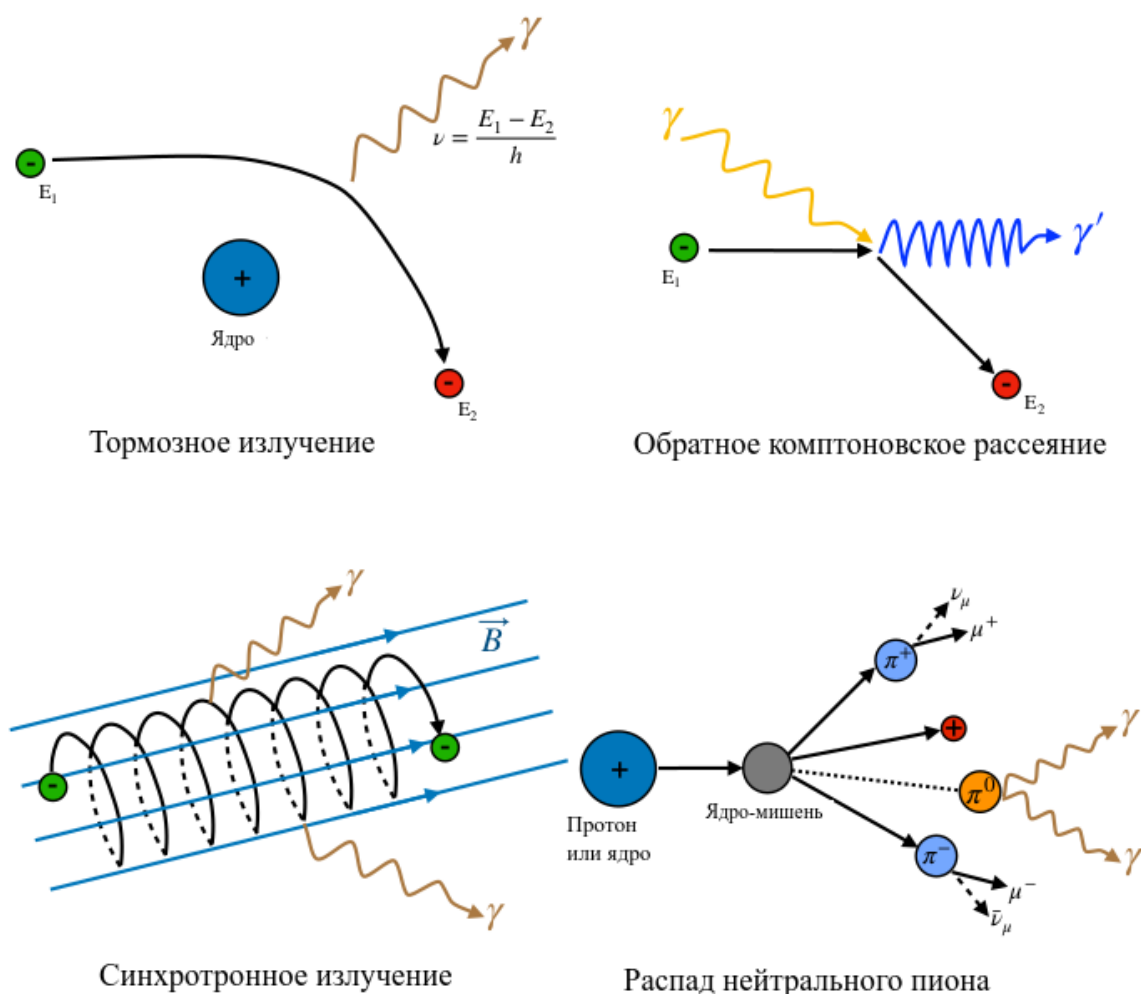 γ
ν = (E₁ − E₂) / h
-
E₁
+
Ядро
-
E₂
Тормозное излучение
γ
-
E₁
γ′
-
E₂
Обратное комптоновское рассеяние
γ
B⃗
-
-
γ
Синхротронное излучение
ν_μ
μ⁺
π⁺
+
γ
+
π⁰
Ядро-мишень
Протон
или ядро
γ
π⁻
μ⁻
ν̄_μ
Распад нейтрального пиона